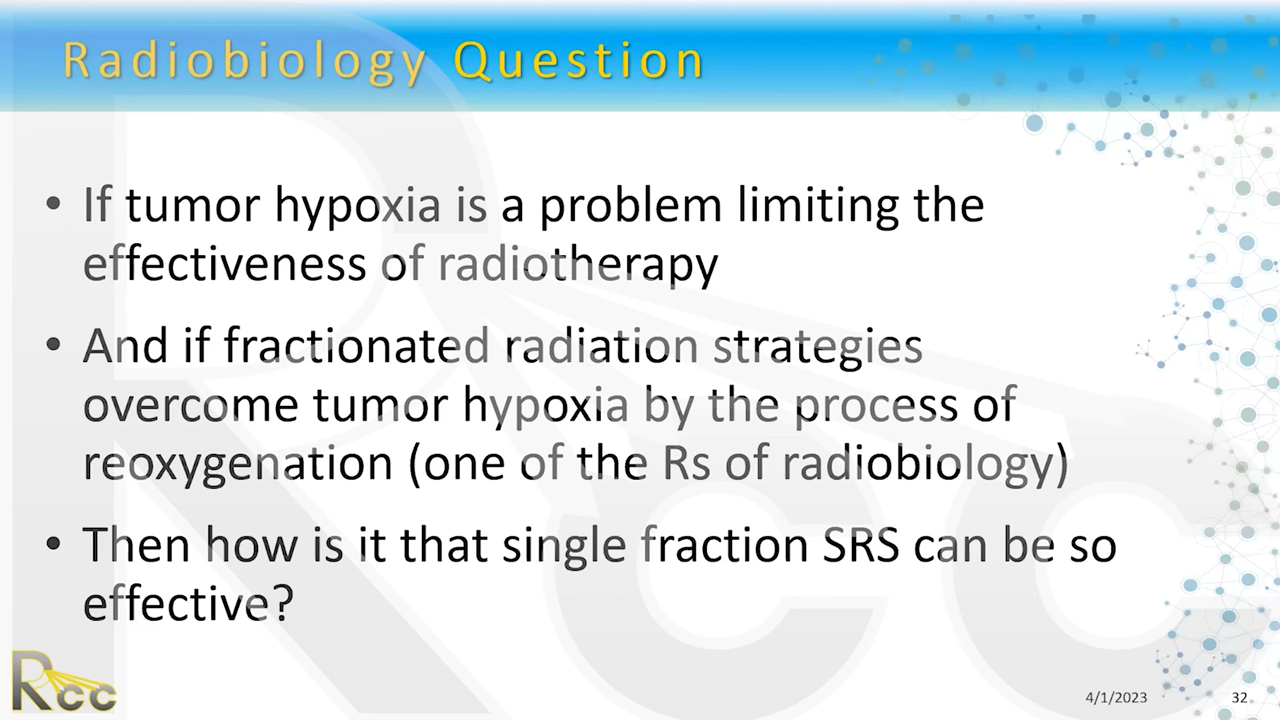 Radiobiology Question
• If tumor hypoxia is a problem limiting the
effectiveness of radiotherapy
• And if fractionated radiation strategies
overcome tumor hypoxia by the process of
reoxygenation (one of the Rs of radiobiology)
• Then how is it that single fraction SRS can be so
effective?
Rcc
4/1/2023
32